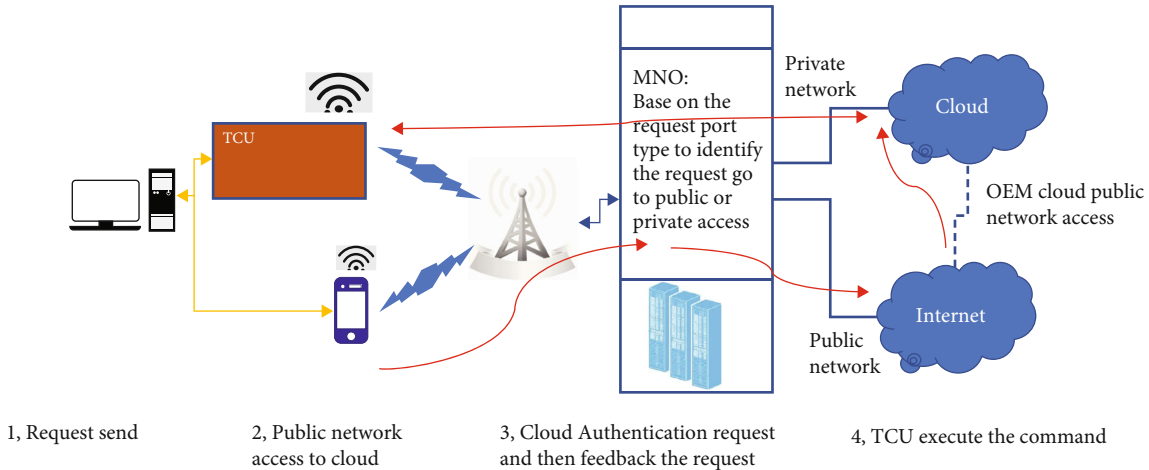 TCU
MNO:
Base on the
request port
type to identify
the request go
to public or
private access
Private
network
Cloud
OEM cloud public
network access
Internet
Public
network
1, Request send
2, Public network
access to cloud
3, Cloud Authentication request
and then feedback the request
4, TCU execute the command